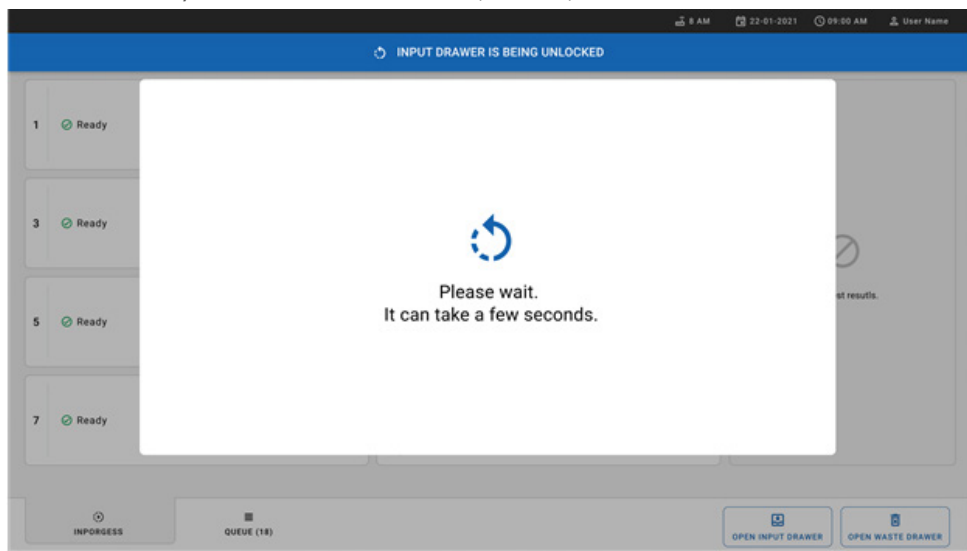 8 AM 22-01-2021 09:00 AM User Name
INPUT DRAWER IS BEING UNLOCKED
1 Ready
3 Ready
Please wait.
It can take a few seconds.
st resutls.
5 Ready
7 Ready
INPORGESS QUEUE (18) OPEN INPUT DRAWER OPEN WASTE DRAWER